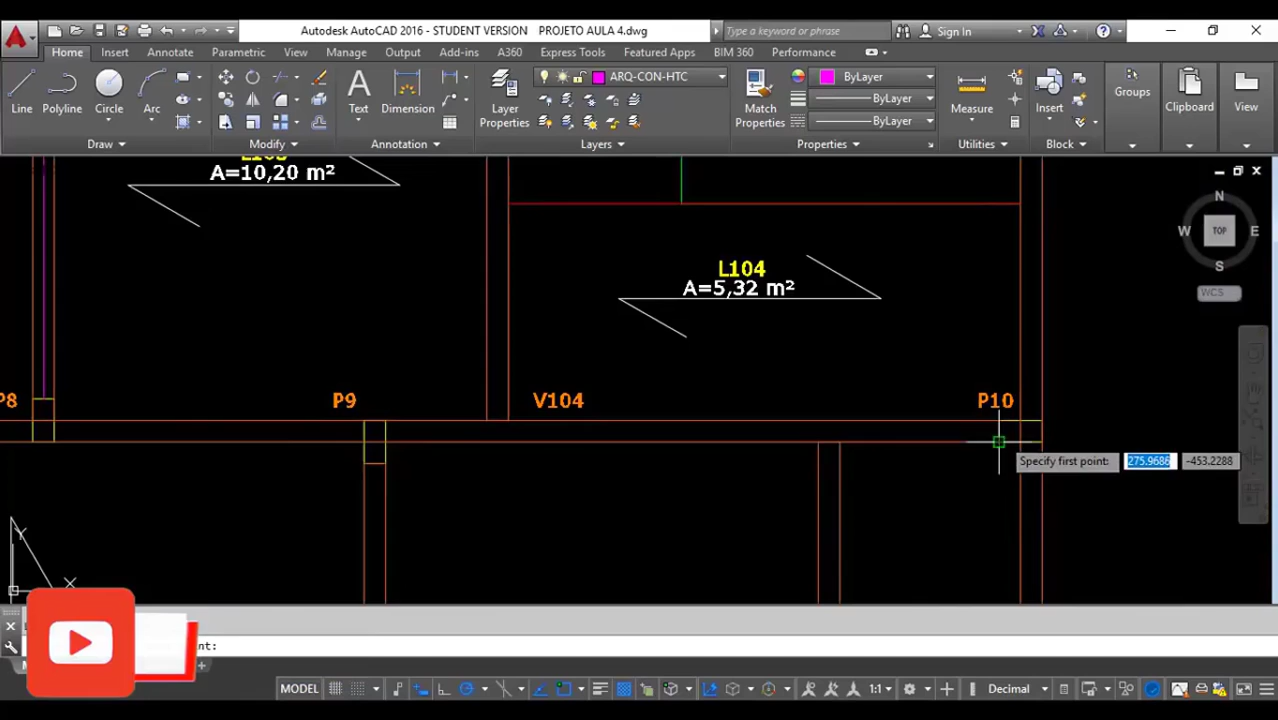 Autodesk AutoCAD 2016 - STUDENT VERSION PROJETO AULA 4.dwg
Type a keyword or phrase
Sign In
Home Insert Annotate Parametric View Manage Output Add-ins A360 Express Tools Featured Apps BIM 360 Performance
ARQ-CON-HTC
ByLayer
ByLayer
ByLayer
Line Polyline Circle Arc Text Dimension Layer Properties Match Properties Measure Insert Groups Clipboard View
Draw Modify Annotation Layers Properties Utilities Block
A=10,20 m²
N
W TOP E
S
WCS
L104
A=5,32 m²
P8 P9 V104 P10
Specify first point: 275.9686 -453.2288
Y
X
nt:
MODEL 1:1 Decimal